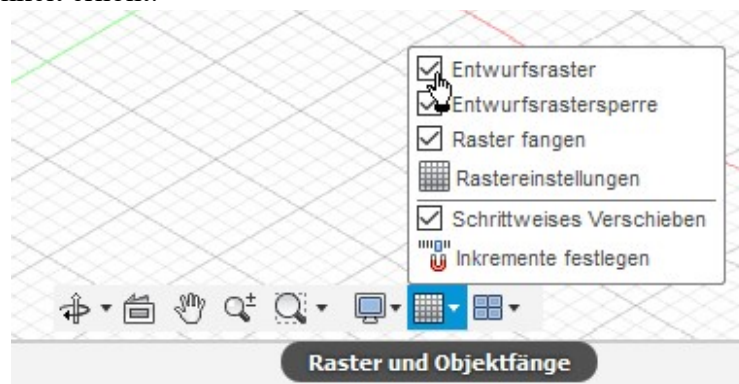 Entwurfsraster
Entwurfsrastersperre
Raster fangen
Rastereinstellungen
Schrittweises Verschieben
Inkremente festlegen
Raster und Objektfänge